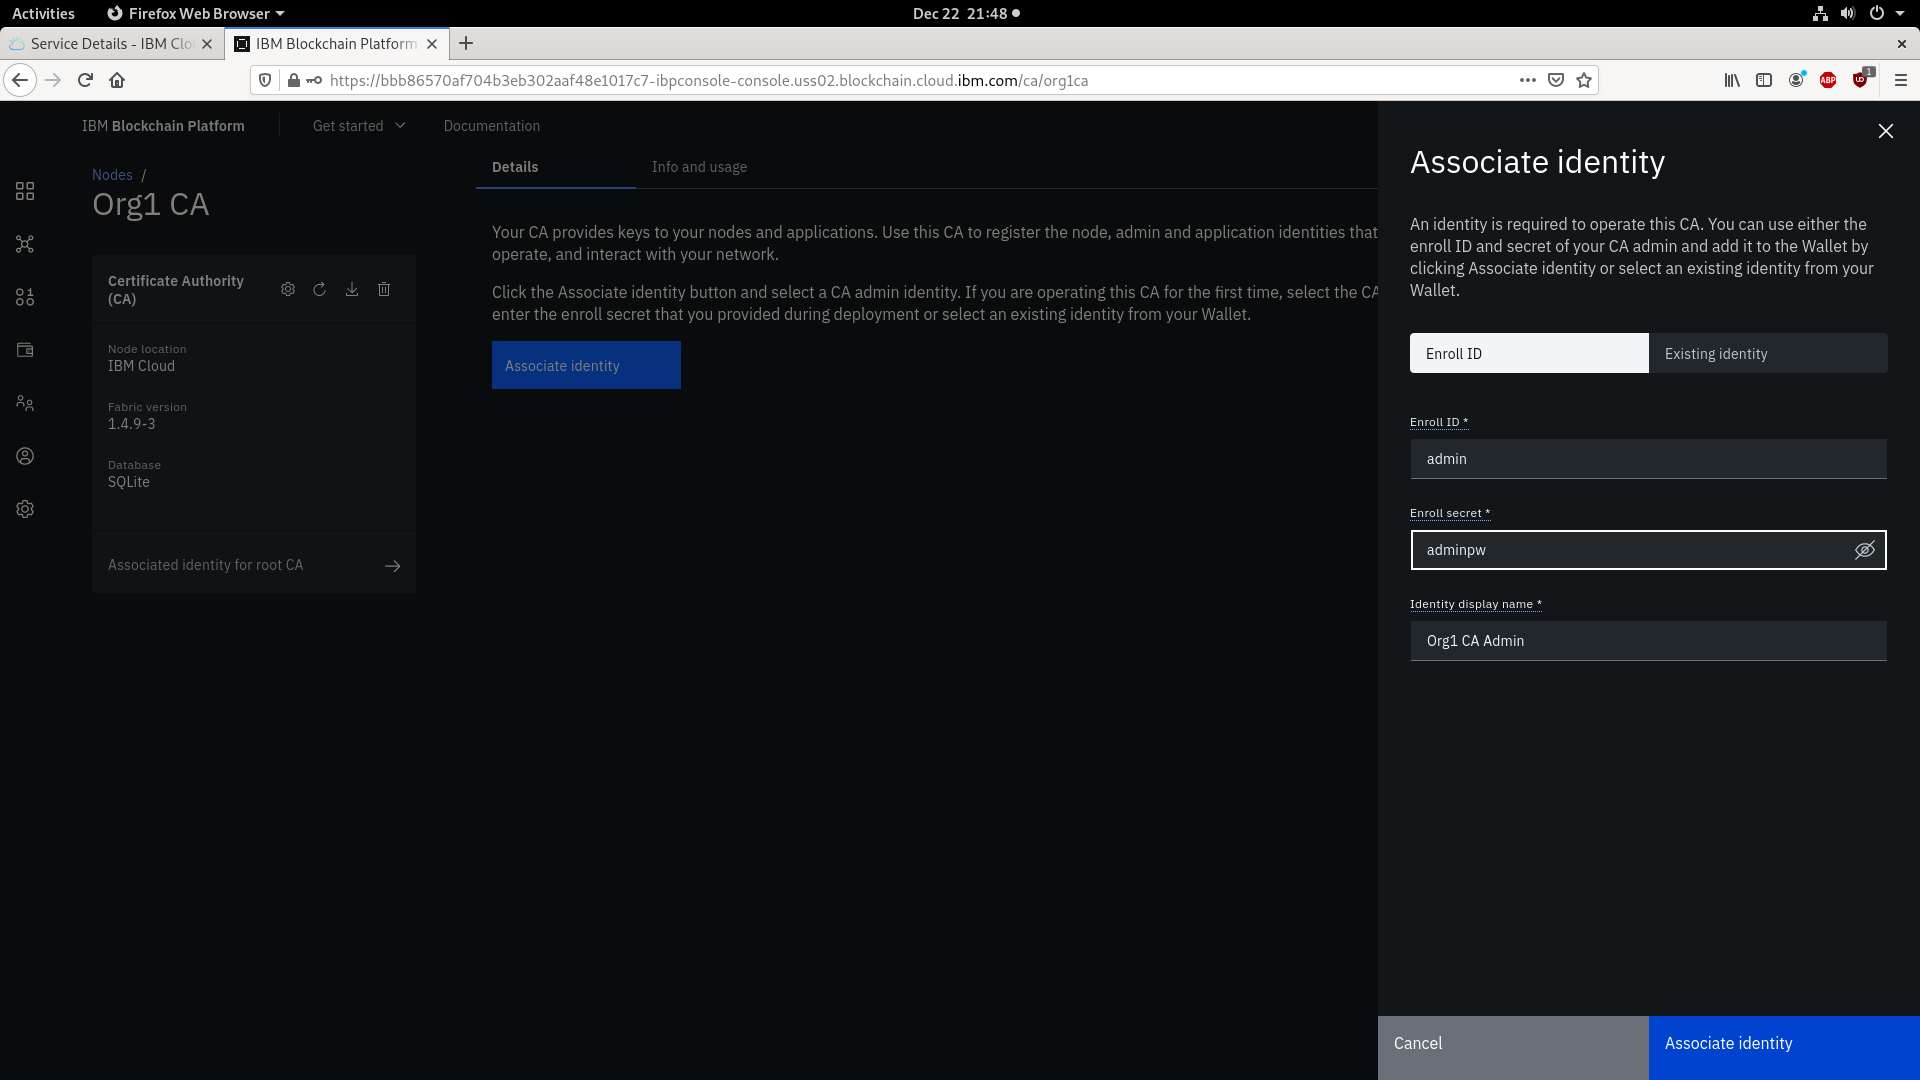 Activities
Firefox Web Browser
Dec 22 21:48
Service Details - IBM Clo
IBM Blockchain Platform
https://bbb86570af704b3eb302aaf48e1017c7-ibpconsole-console.uss02.blockchain.cloud.ibm.com/ca/org1ca
ABP
1
IBM Blockchain Platform
Get started
Documentation
Nodes /
Org1 CA
Certificate Authority
(CA)
Node location
IBM Cloud
Fabric version
1.4.9-3
Database
SQLite
Associated identity for root CA
Details
Info and usage
Your CA provides keys to your nodes and applications. Use this CA to register the node, admin and application identities that
operate, and interact with your network.
Click the Associate identity button and select a CA admin identity. If you are operating this CA for the first time, select the CA
enter the enroll secret that you provided during deployment or select an existing identity from your Wallet.
Associate identity
Associate identity
An identity is required to operate this CA. You can use either the
enroll ID and secret of your CA admin and add it to the Wallet by
clicking Associate identity or select an existing identity from your
Wallet.
Enroll ID
Existing identity
Enroll ID *
admin
Enroll secret *
adminpw
Identity display name *
Org1 CA Admin
Cancel
Associate identity